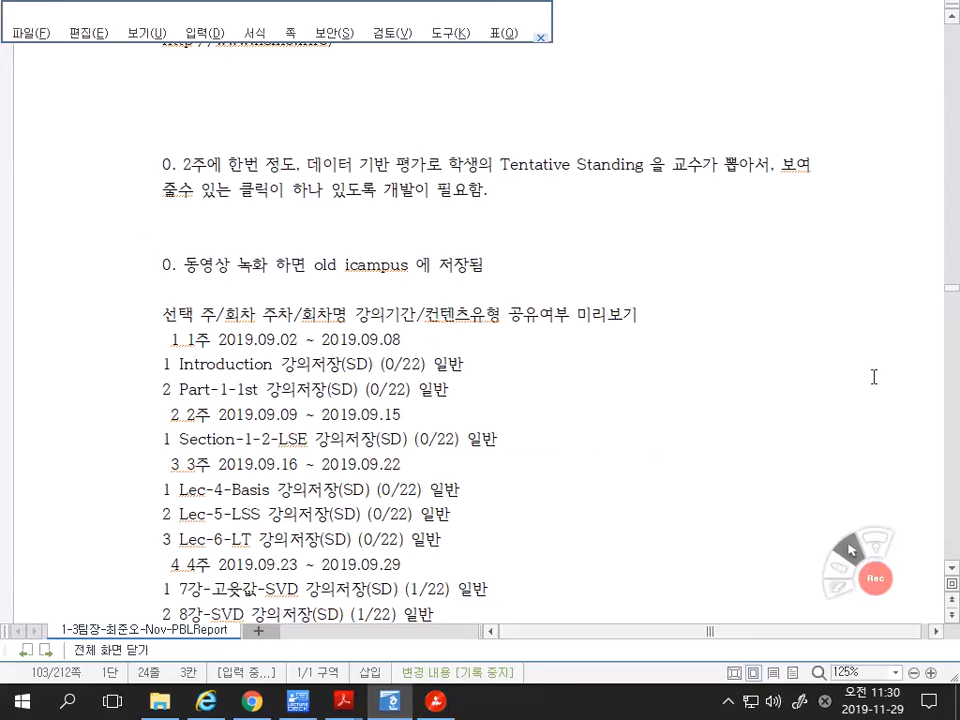 파일(F) 편집(E) 보기(U) 입력(D) 서식 쪽 보안(S) 검토(V) 도구(K) 표(Q)
0. 2주에 한번 정도, 데이터 기반 평가로 학생의 Tentative Standing 을 교수가 뽑아서, 보여
줄수 있는 클릭이 하나 있도록 개발이 필요함.
0. 동영상 녹화 하면 old icampus 에 저장됨
선택 주/회차 주차/회차명 강의기간/컨텐츠유형 공유여부 미리보기
1 1주 2019.09.02 ~ 2019.09.08
1 Introduction 강의저장(SD) (0/22) 일반
2 Part-1-1st 강의저장(SD) (0/22) 일반
2 2주 2019.09.09 ~ 2019.09.15
1 Section-1-2-LSE 강의저장(SD) (0/22) 일반
3 3주 2019.09.16 ~ 2019.09.22
1 Lec-4-Basis 강의저장(SD) (0/22) 일반
2 Lec-5-LSS 강의저장(SD) (0/22) 일반
3 Lec-6-LT 강의저장(SD) (0/22) 일반
4 4주 2019.09.23 ~ 2019.09.29
1 7강-고윳값-SVD 강의저장(SD) (1/22) 일반
2 8강-SVD 강의저장(SD) (1/22) 일반
Rec
1-3팀장-최준오-Nov-PBLReport
전체 화면 닫기
103/212쪽 1단 24줄 3칸 [입력 중...] 1/1 구역 삽입 변경 내용 [기록 중지] 125%
오전 11:30
2019-11-29